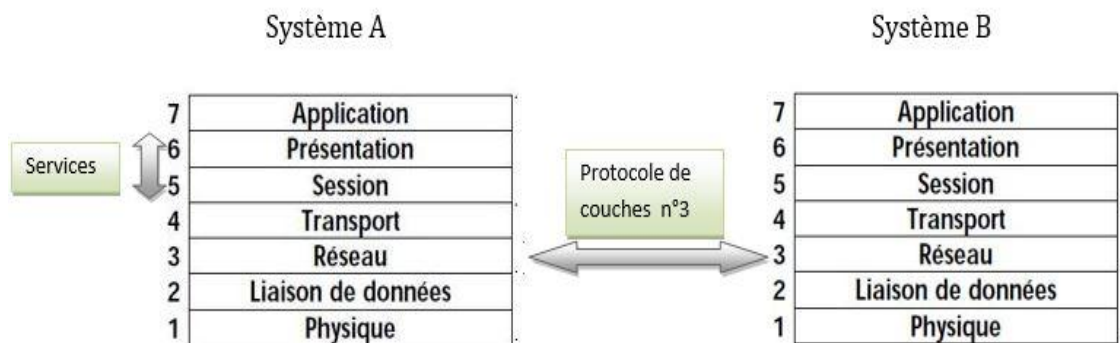 Système A
Système B
7 Application
6 Présentation
5 Session
4 Transport
3 Réseau
2 Liaison de données
1 Physique
Services
Protocole de
couches n°3
7 Application
6 Présentation
5 Session
4 Transport
3 Réseau
2 Liaison de données
1 Physique